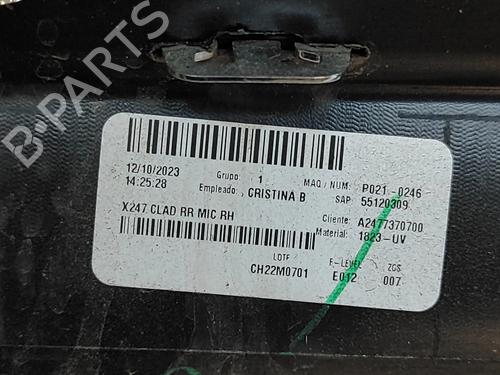 B-PARTS
12/10/2023 Grupo: 1 MAQ / NUM: P021 -0246
14:25:28 Empleado: , CRISTINA B SAP: 55120309
X247 CLAD RR MIC RH Cliente: A2477370700
Material: 1823-UV
LOTE E-LEVEL ZGS
CH22M0701 E012 007